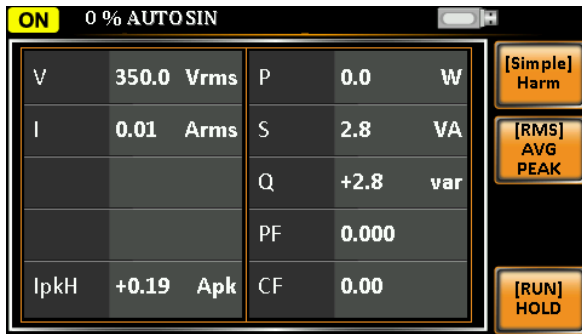 ON 0 % AUTO SIN
V 350.0 Vrms P 0.0 W
I 0.01 Arms S 2.8 VA
Q +2.8 var
PF 0.000
IpkH +0.19 Apk CF 0.00
[Simple]
Harm
[RMS]
AVG
PEAK
[RUN]
HOLD